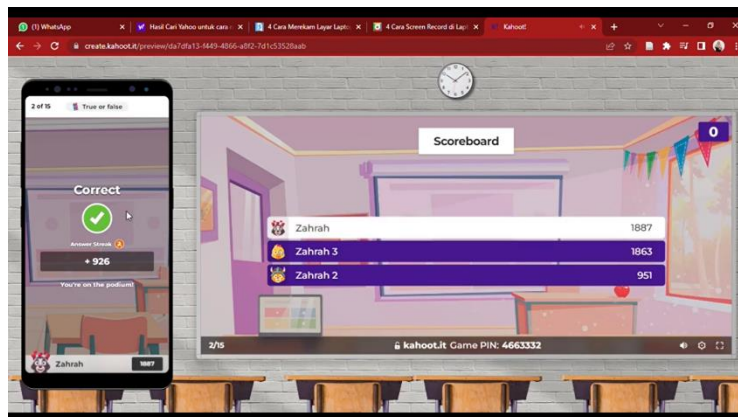 (1) WhatsApp
Hasil Cari Yahoo untuk cara
4 Cara Merekam Layar Lapto
4 Cara Screen Record di Lapt
Kahoot!
create.kahoot.it/preview/da7dfa13-f449-4866-a8f2-7d1c53528aab
2 of 15
True or false
Correct
Answer Streak
+ 926
You're on the podium!
Zahrah
1887
0
Scoreboard
Zahrah 1887
Zahrah 3 1863
Zahrah 2 951
2/15
kahoot.it Game PIN: 4663332